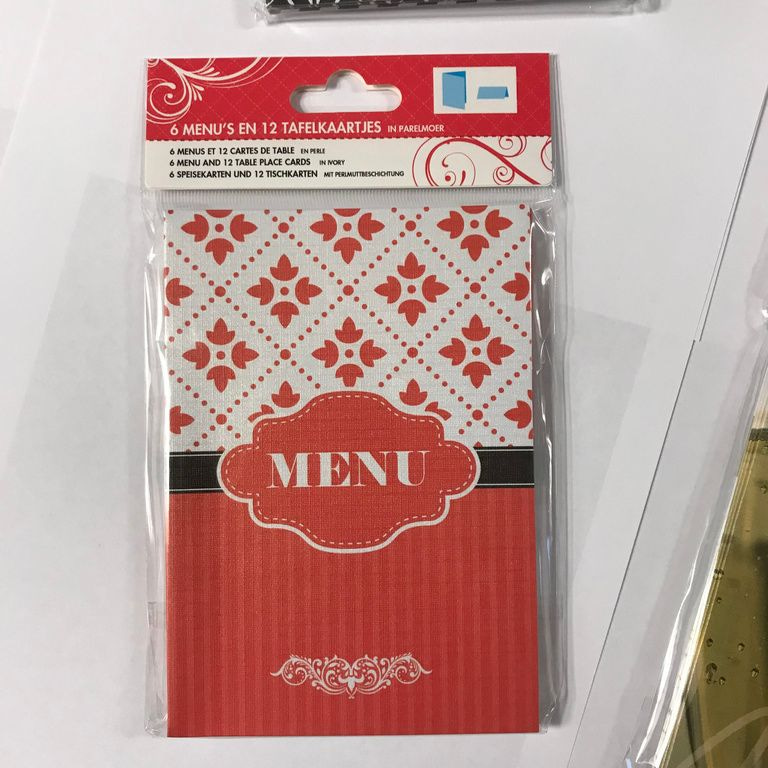 6 MENU'S EN 12 TAFELKAARTJES IN PARELMOER
6 MENUS ET 12 CARTES DE TABLE EN PERLE
6 MENU AND 12 TABLE PLACE CARDS IN IVORY
6 SPEISEKARTEN UND 12 TISCHKARTEN MIT PERLMUTTBESCHICHTUNG
MENU